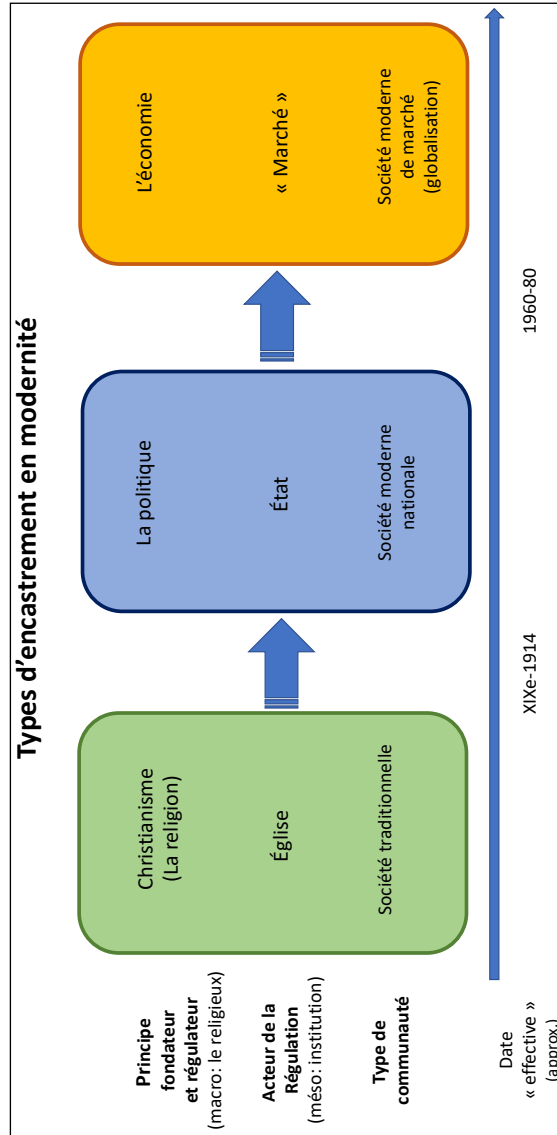 Types d'encastrement en modernité
Principe
fondateur
et régulateur
(macro: le religieux)
Christianisme
(La religion)
La politique
L'économie
Acteur de la
Régulation
(méso: institution)
Église
État
« Marché »
Type de
communauté
Société traditionnelle
Société moderne
nationale
Société moderne
de marché
(globalisation)
Date
« effective »
(approx.)
XIXe-1914
1960-80